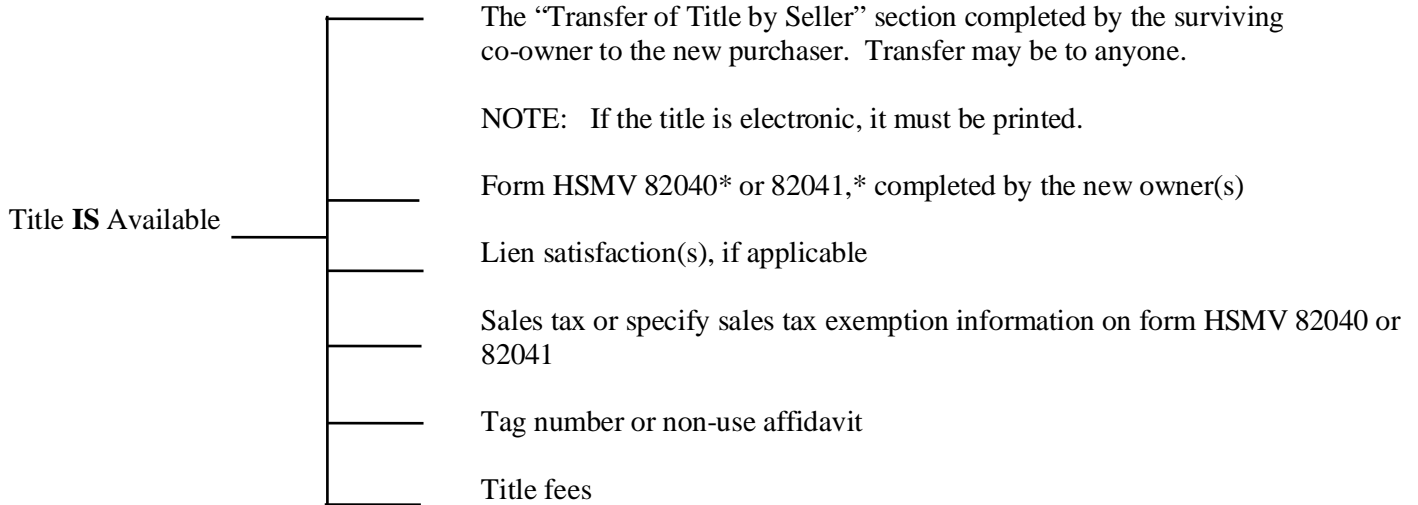 The “Transfer of Title by Seller” section completed by the surviving
co-owner to the new purchaser.  Transfer may be to anyone.
NOTE:   If the title is electronic, it must be printed.
Form HSMV 82040* or 82041,* completed by the new owner(s)
Title IS Available
Lien satisfaction(s), if applicable
Sales tax or specify sales tax exemption information on form HSMV 82040 or
82041
Tag number or non-use affidavit
Title fees